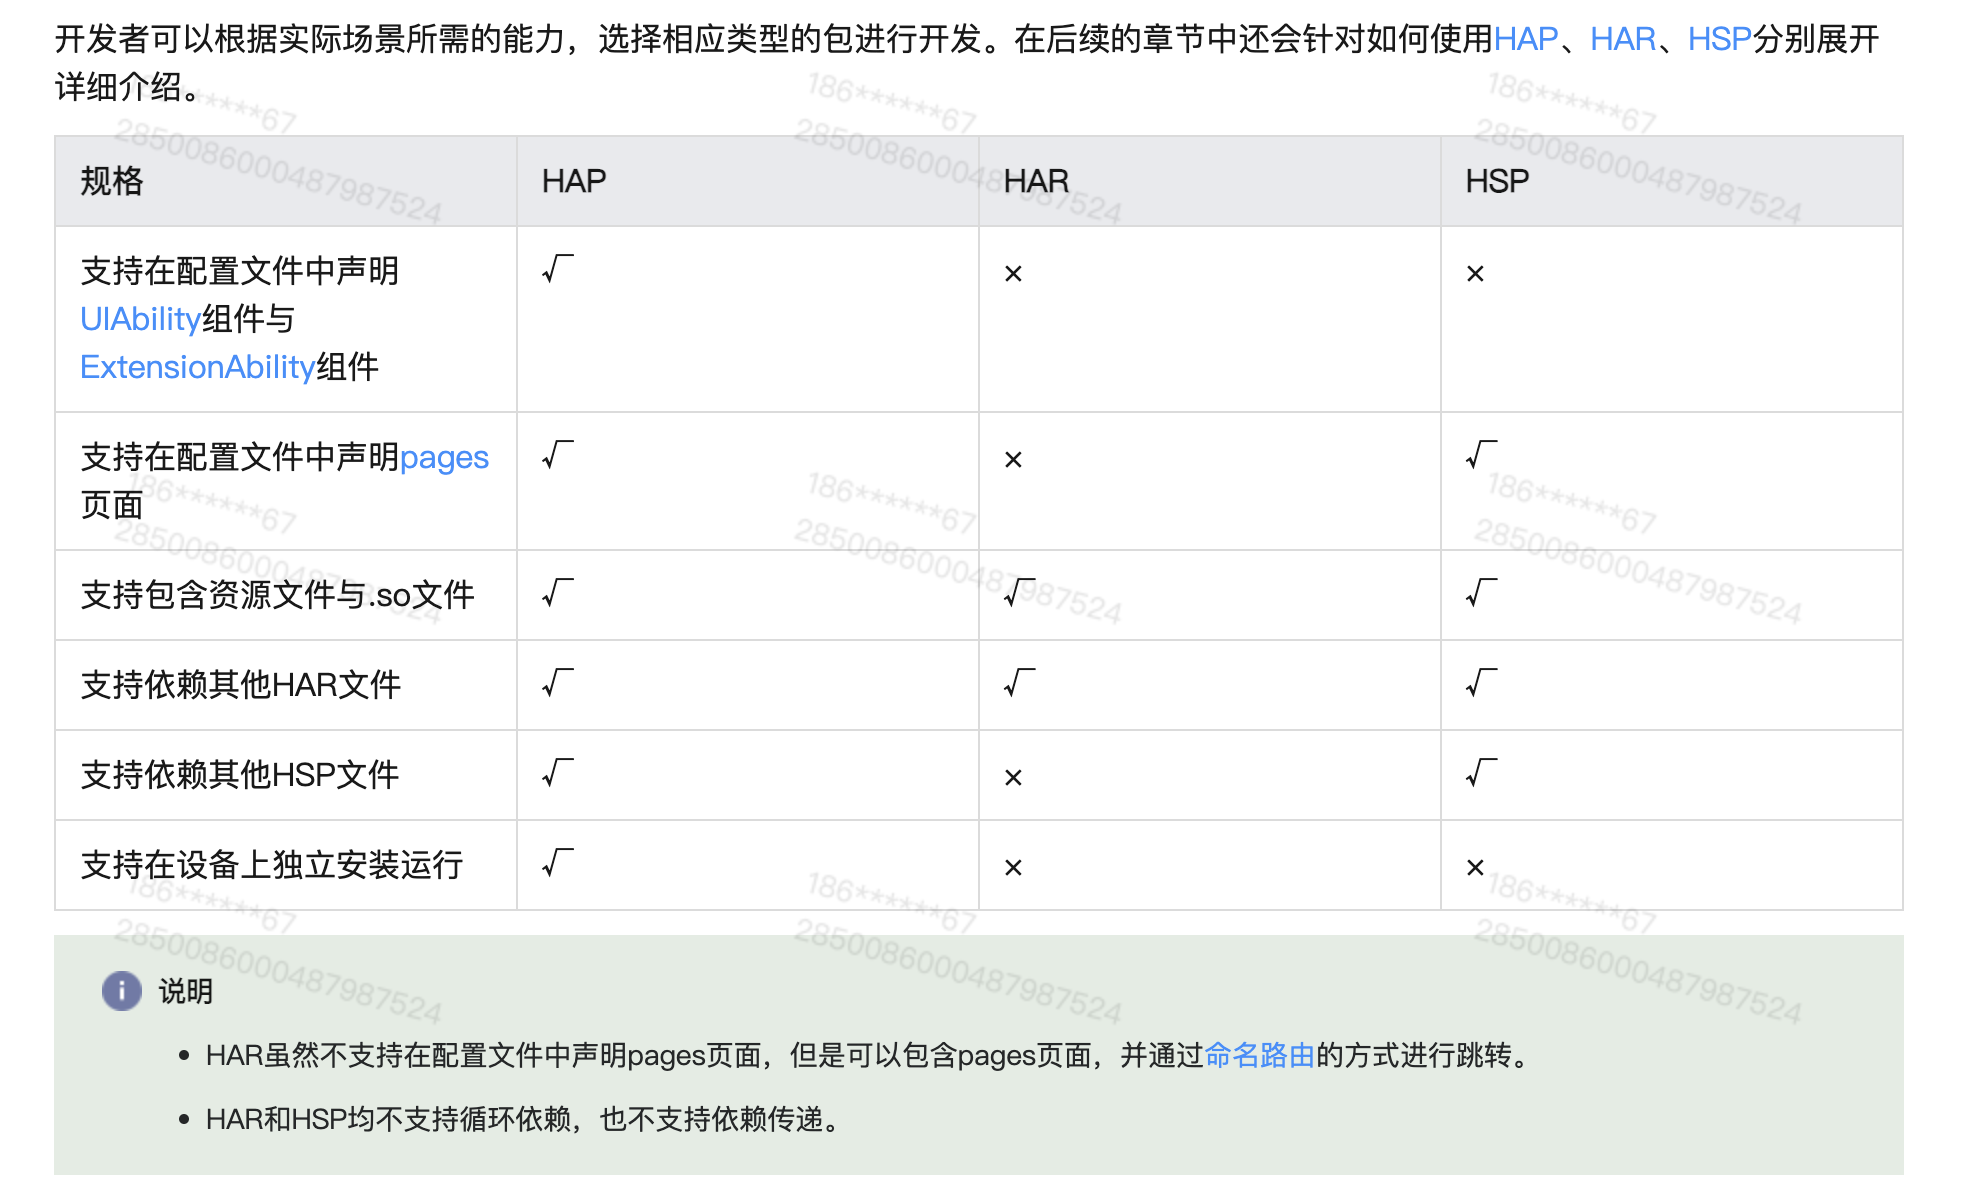 开发者可以根据实际场景所需的能力，选择相应类型的包进行开发。在后续的章节中还会针对如何使用HAP、HAR、HSP分别展开
详细介绍。
规格 HAP HAR HSP
支持在配置文件中声明 √ × ×
UIAbility组件与
ExtensionAbility组件
支持在配置文件中声明pages √ × √
页面
支持包含资源文件与.so文件 √ √ √
支持依赖其他HAR文件 √ √ √
支持依赖其他HSP文件 √ × √
支持在设备上独立安装运行 √ × ×
说明
• HAR虽然不支持在配置文件中声明pages页面，但是可以包含pages页面，并通过命名路由的方式进行跳转。
• HAR和HSP均不支持循环依赖，也不支持依赖传递。
186******67
2850086000487987524
186******67
2850086000487987524
186******67
2850086000487987524
186******67
2850086000487987524
186******67
2850086000487987524
186******67
2850086000487987524
186******67
2850086000487987524
186******67
2850086000487987524
186******67
2850086000487987524